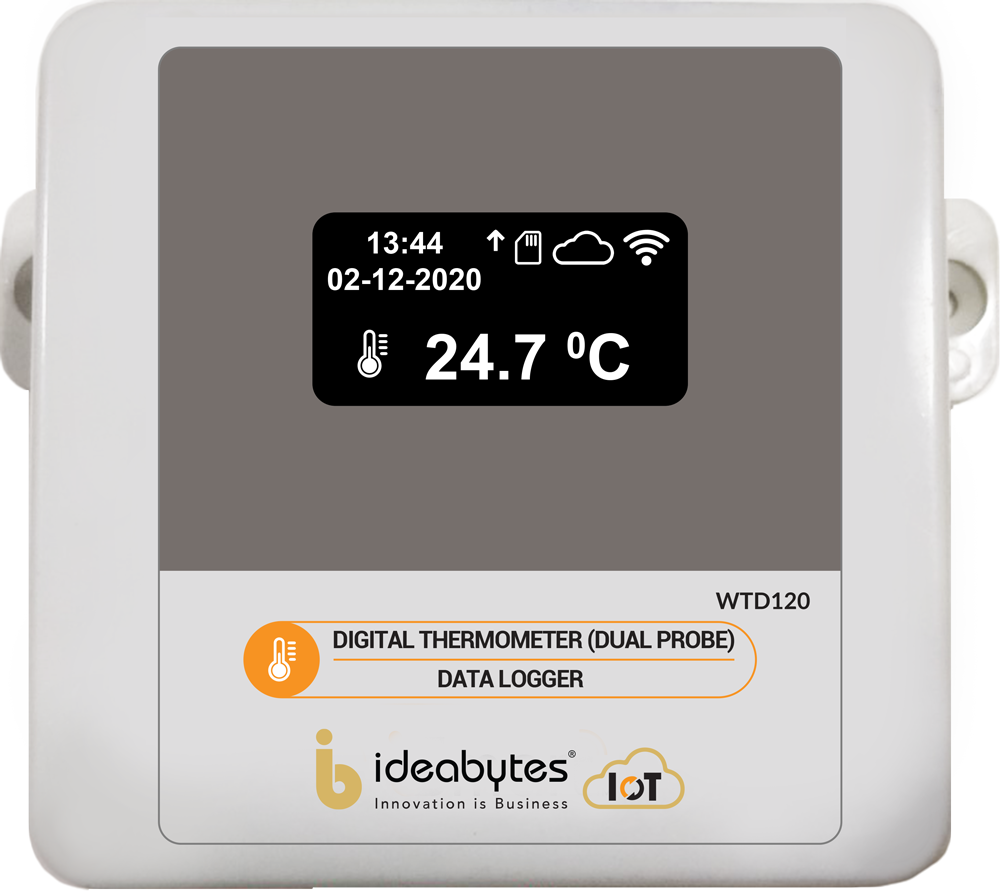 13:44
02-12-2020
24.7 ⁰C
WTD120
DIGITAL THERMOMETER (DUAL PROBE)
DATA LOGGER
ideabytes®
Innovation is Business
IoT